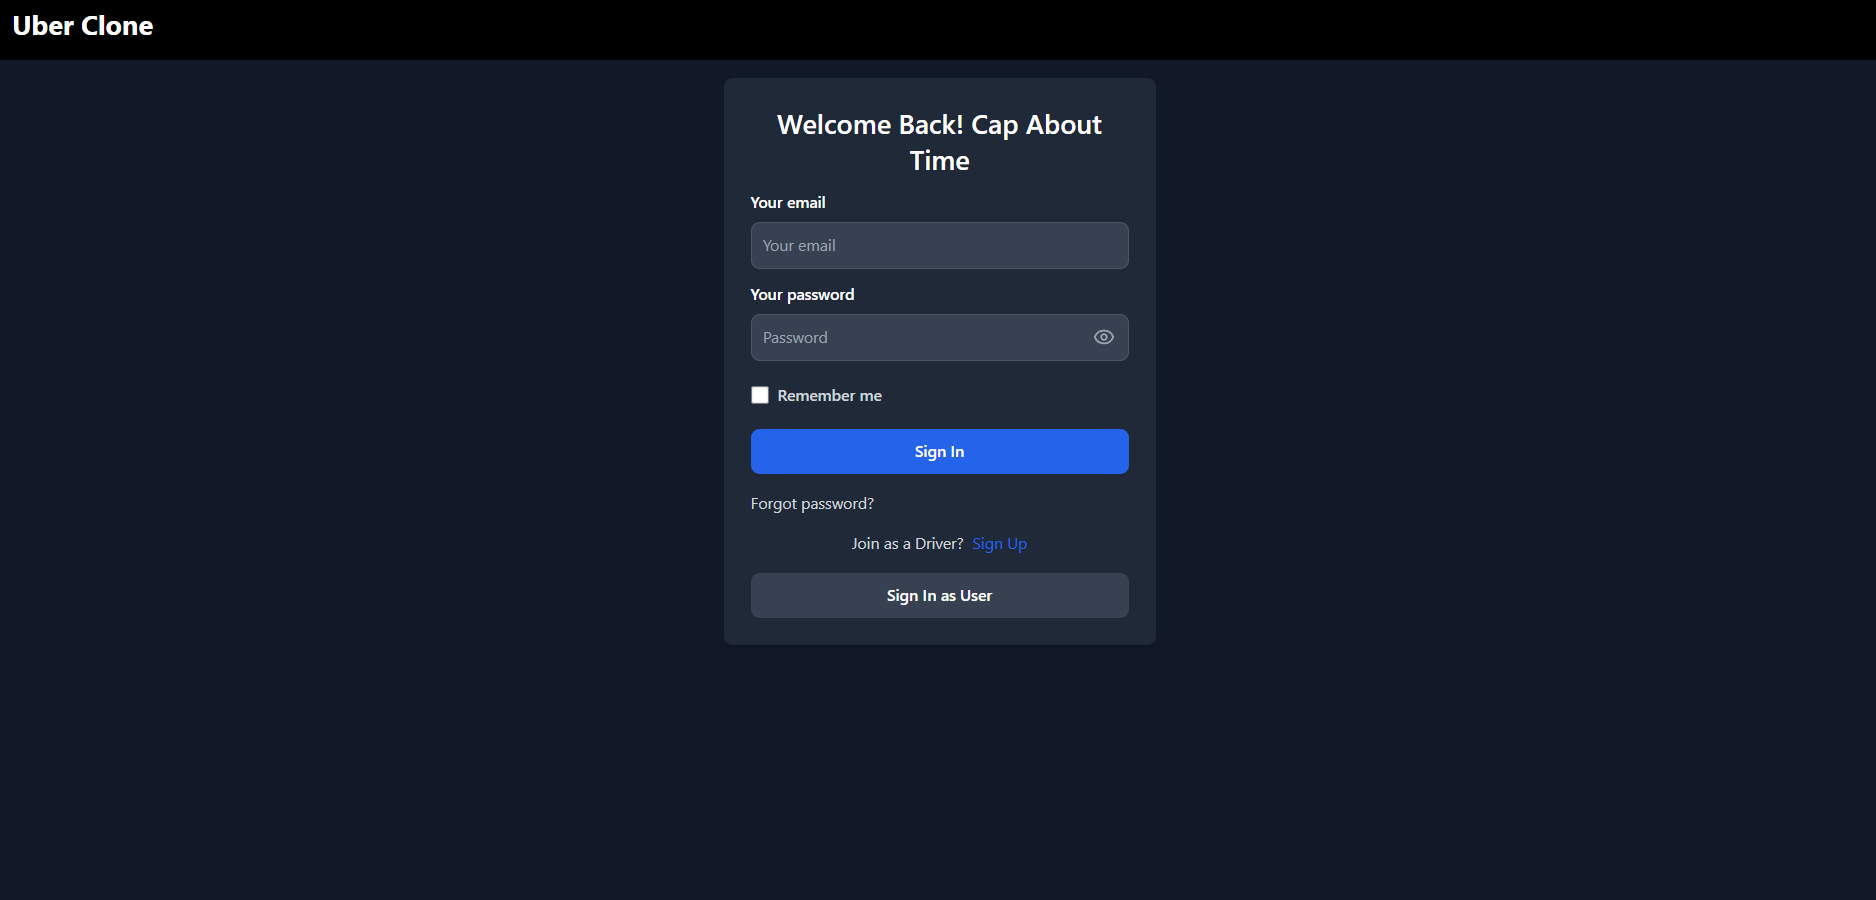 Uber Clone
Welcome Back! Cap About
Time
Your email
Your email
Your password
Password
Remember me
Sign In
Forgot password?
Join as a Driver? Sign Up
Sign In as User